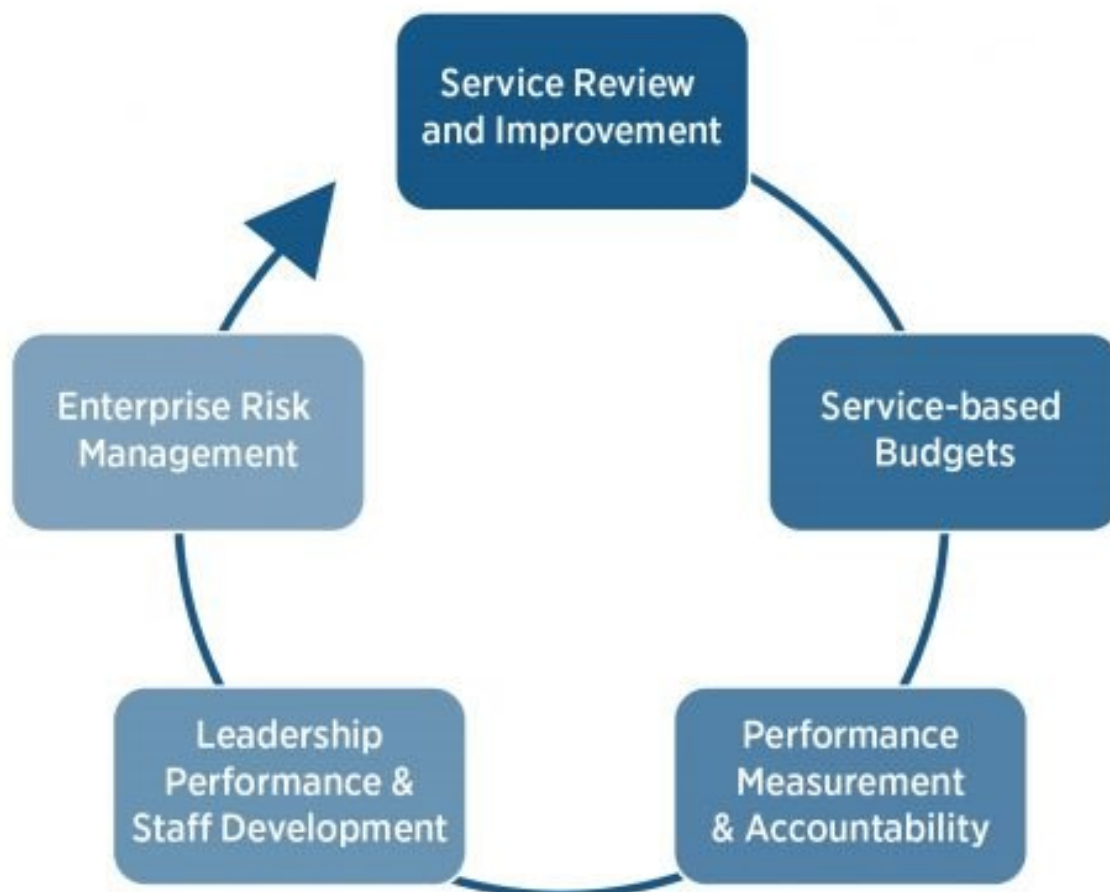 Service Review
and Improvement
Service-based
Budgets
Performance
Measurement
& Accountability
Leadership
Performance &
Staff Development
Enterprise Risk
Management